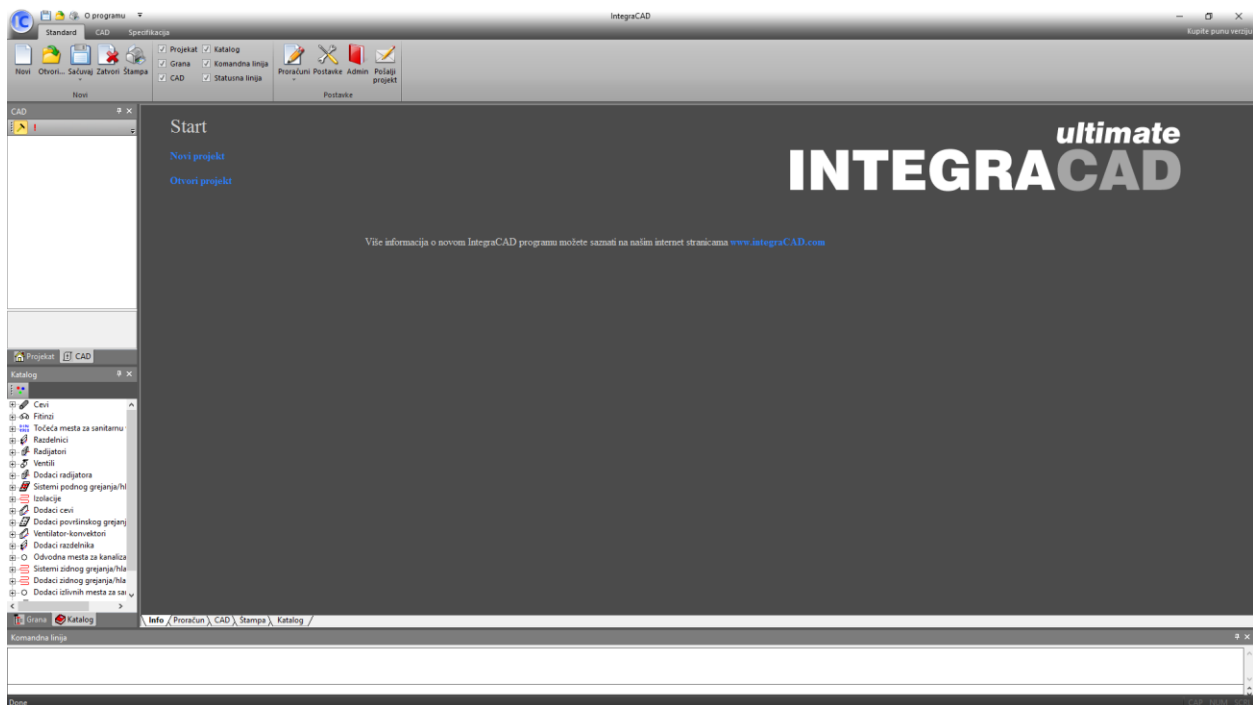 O programu
IntegraCAD
Standard CAD Specifikacija
Kupite punu verziju
Novi Otvori... Sačuvaj Zatvori Štampa
Projekat Katalog
Grana Komandna linija
CAD Statusna linija
Proračuni Postavke Admin Pošalji projekt
Novi
Postavke
CAD
Start
Novi projekt
Otvori projekt
ultimate
INTEGRACAD
Više informacija o novom IntegraCAD programu možete saznati na našim internet stranicama www.integraCAD.com
Projekat CAD
Katalog
Cevi
Fitinzi
Točeća mesta za sanitarnu
Razdelnici
Radijatori
Ventili
Dodaci radijatora
Sistemi podnog grejanja/hl
Izolacije
Dodaci cevi
Dodaci površinskog grejanj
Ventilator-konvektori
Dodaci razdelnika
Odvodna mesta za kanaliza
Sistemi zidnog grejanja/hla
Dodaci zidnog grejanja/hla
Dodaci izlivnih mesta za sai
Grana Katalog
Info Proračun CAD Štampa Katalog
Komandna linija
Done
CAP NUM SCRL